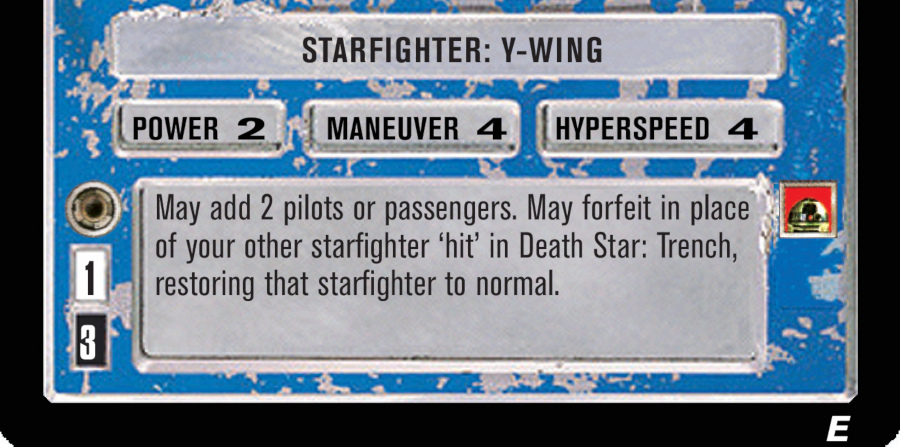 STARFIGHTER: Y-WING
POWER 2 MANEUVER 4 HYPERSPEED 4
May add 2 pilots or passengers. May forfeit in place
of your other starfighter ‘hit’ in Death Star: Trench,
restoring that starfighter to normal.
1
3
E